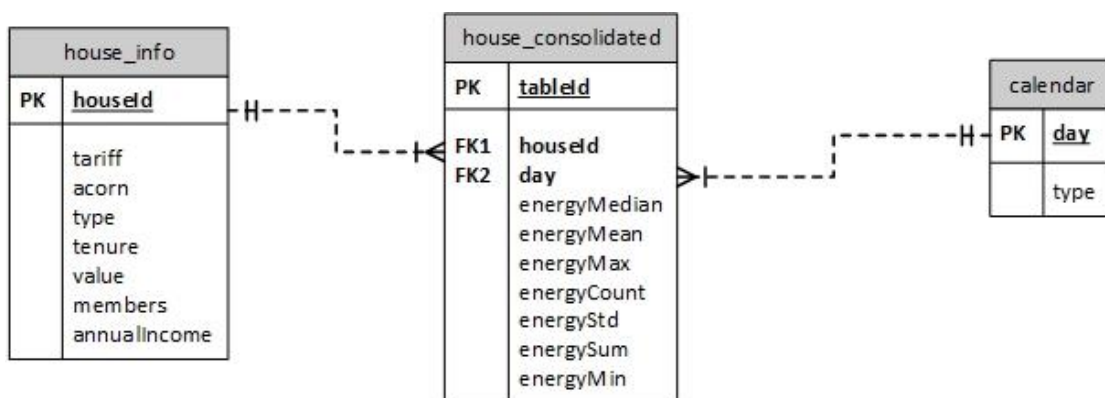 house_info
PK houseId
tariff
acorn
type
tenure
value
members
annualIncome
house_consolidated
PK tableId
FK1 houseId
FK2 day
energyMedian
energyMean
energyMax
energyCount
energyStd
energySum
energyMin
calendar
PK day
type